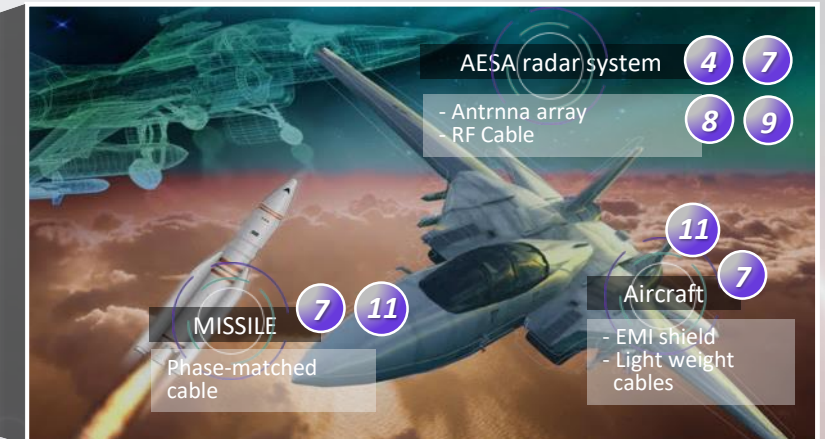 AESA radar system 4 7
- Antrnna array 8 9
- RF Cable
11
7
Aircraft
- EMI shield
- Light weight
cables
MISSILE 7 11
Phase-matched
cable